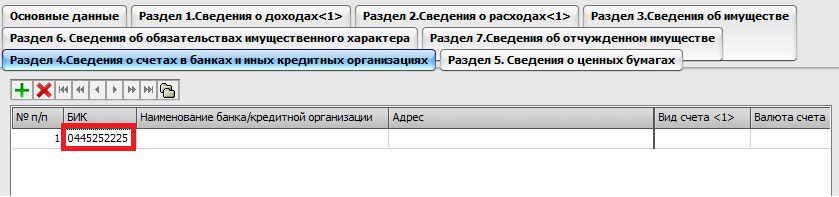 Основные данные Раздел 1.Сведения о доходах<1> Раздел 2.Сведения о расходах<1> Раздел 3.Сведения об имуществе
Раздел 6. Сведения об обязательствах имущественного характера Раздел 7.Сведения об отчужденном имуществе
Раздел 4.Сведения о счетах в банках и иных кредитных организациях Раздел 5. Сведения о ценных бумагах
№ п/п БИК Наименование банка/кредитной организации Адрес Вид счета <1> Валюта счета
1 0445252225